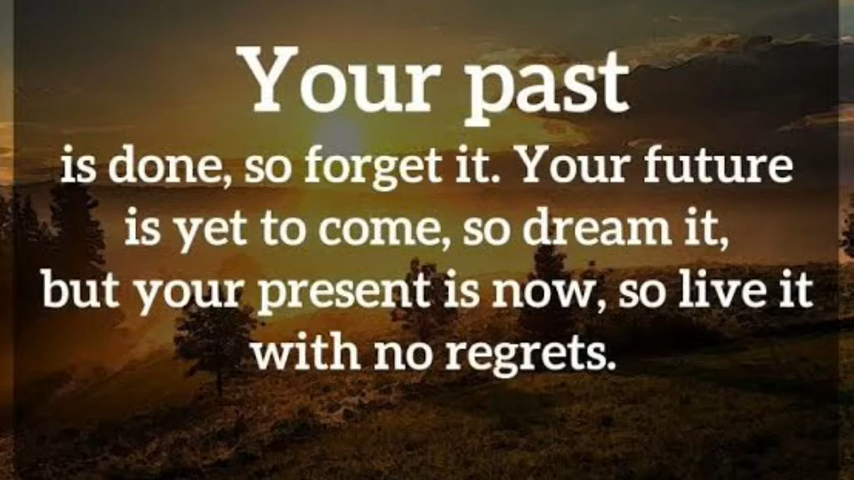 Your past
is done, so forget it. Your future
is yet to come, so dream it,
but your present is now, so live it
with no regrets.